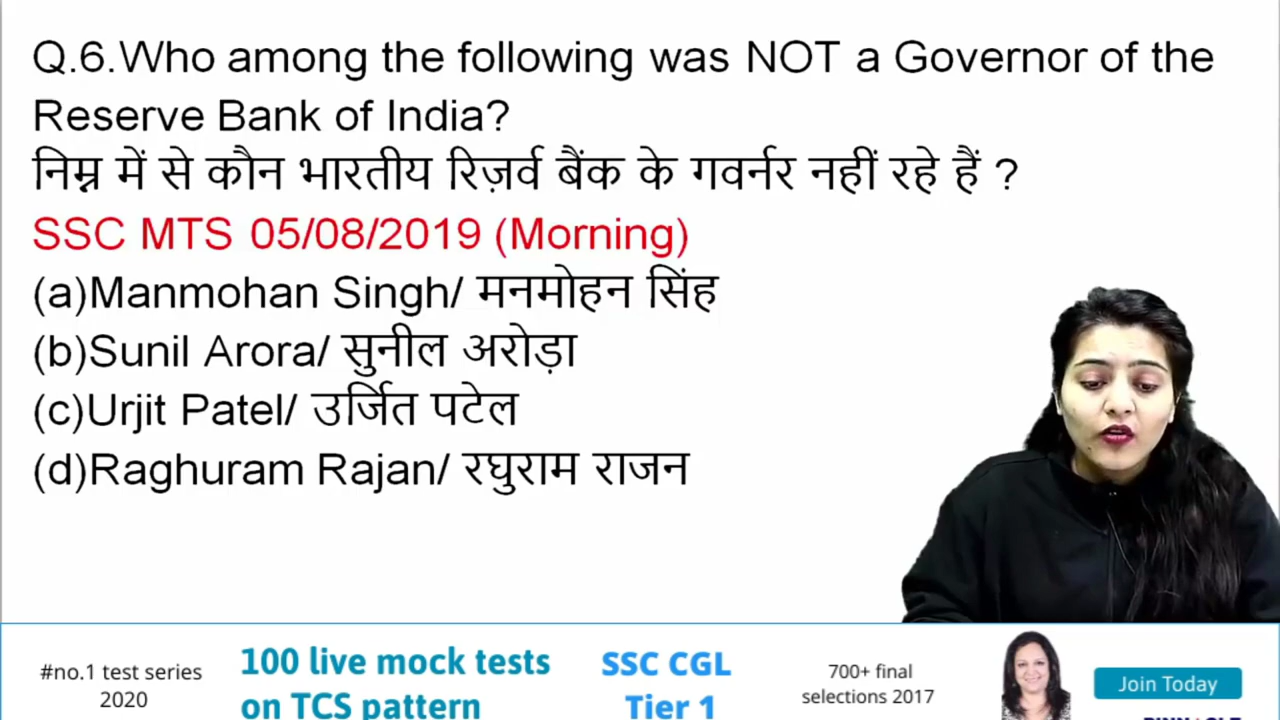 Q.6.Who among the following was NOT a Governor of the
Reserve Bank of India?
निम्न में से कौन भारतीय रिज़र्व बैंक के गवर्नर नहीं रहे हैं ?
SSC MTS 05/08/2019 (Morning)
(a)Manmohan Singh/ मनमोहन सिंह
(b)Sunil Arora/ सुनील अरोड़ा
(c)Urjit Patel/ उर्जित पटेल
(d)Raghuram Rajan/ रघुराम राजन
#no.1 test series
2020
100 live mock tests
on TCS pattern
SSC CGL
Tier 1
700+ final
selections 2017
Join Today